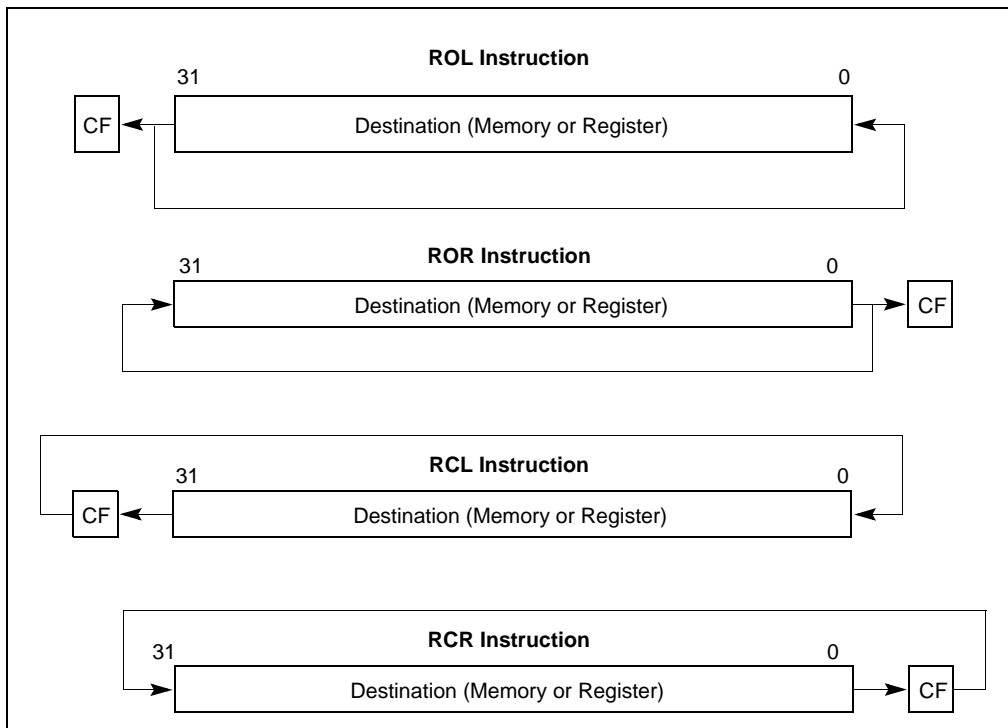 ROL Instruction
31 0
CF Destination (Memory or Register)
ROR Instruction
31 0
Destination (Memory or Register) CF
RCL Instruction
31 0
CF Destination (Memory or Register)
RCR Instruction
31 0
Destination (Memory or Register) CF